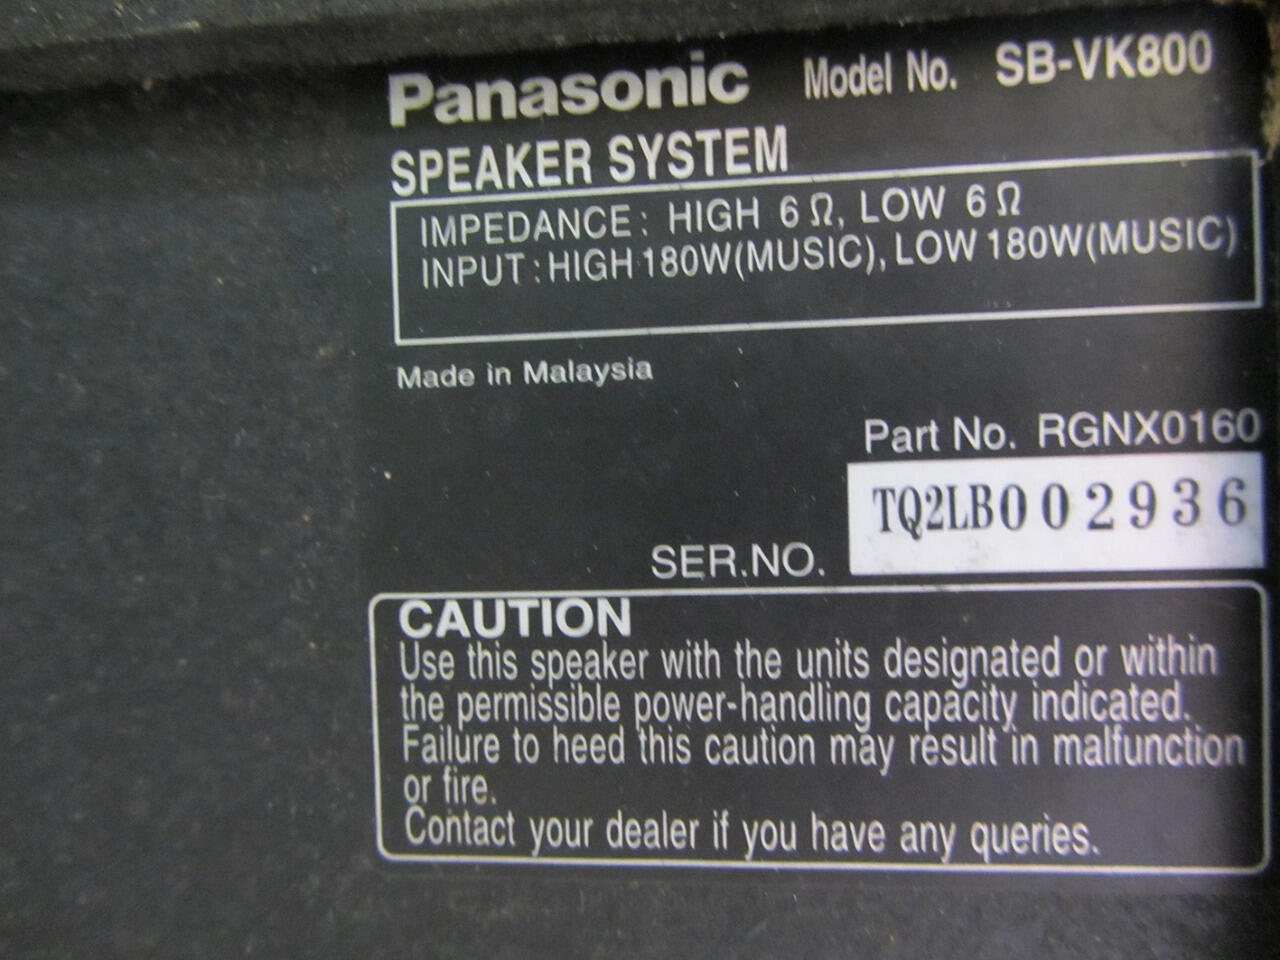 Panasonic Model No. SB-VK800
SPEAKER SYSTEM
IMPEDANCE: HIGH 6Ω, LOW 6Ω
INPUT: HIGH 180W(MUSIC), LOW 180W(MUSIC)
Made in Malaysia
Part No. RGNX0160
TQ2LB002936
SER.NO.
CAUTION
Use this speaker with the units designated or within
the permissible power-handling capacity indicated.
Failure to heed this caution may result in malfunction
or fire.
Contact your dealer if you have any queries.